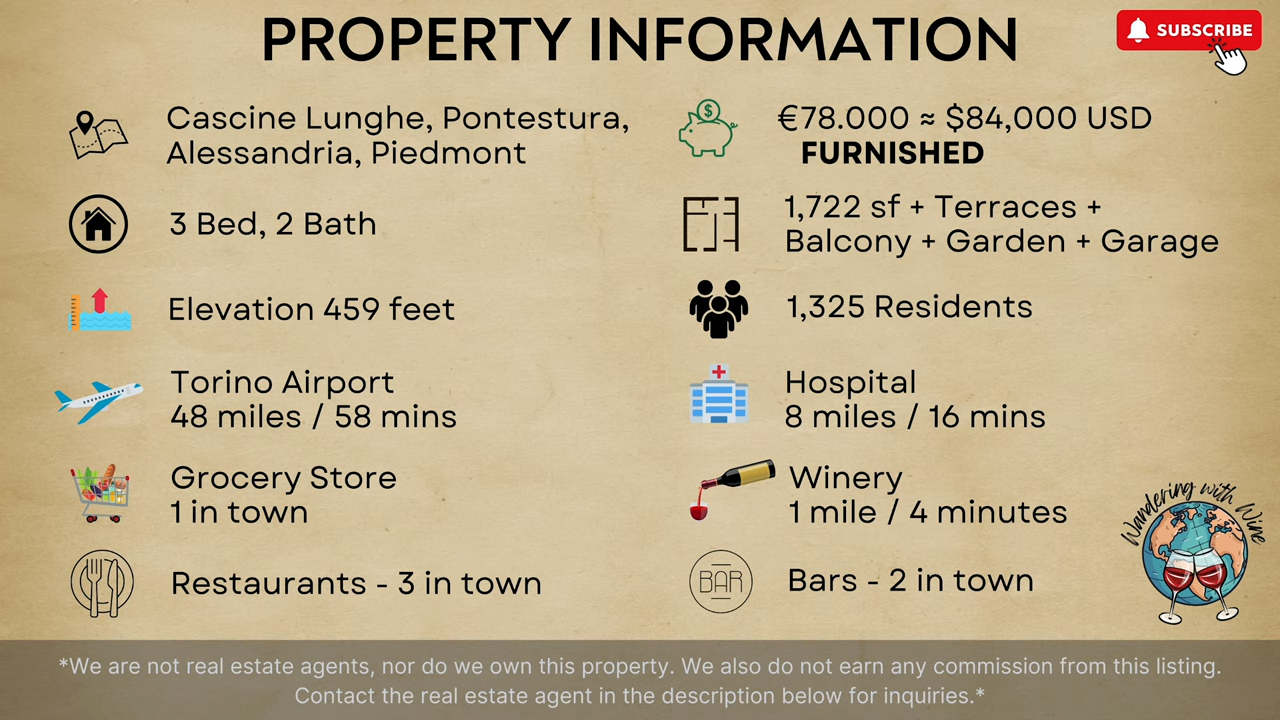 PROPERTY INFORMATION
SUBSCRIBE
Cascine Lunghe, Pontestura,
Alessandria, Piedmont
€78.000 ≈ $84,000 USD
FURNISHED
3 Bed, 2 Bath
1,722 sf + Terraces +
Balcony + Garden + Garage
Elevation 459 feet
1,325 Residents
Torino Airport
48 miles / 58 mins
Hospital
8 miles / 16 mins
Grocery Store
1 in town
Winery
1 mile / 4 minutes
Wandering with Wine
Restaurants - 3 in town
BAR
Bars - 2 in town
*We are not real estate agents, nor do we own this property. We also do not earn any commission from this listing.
Contact the real estate agent in the description below for inquiries.*